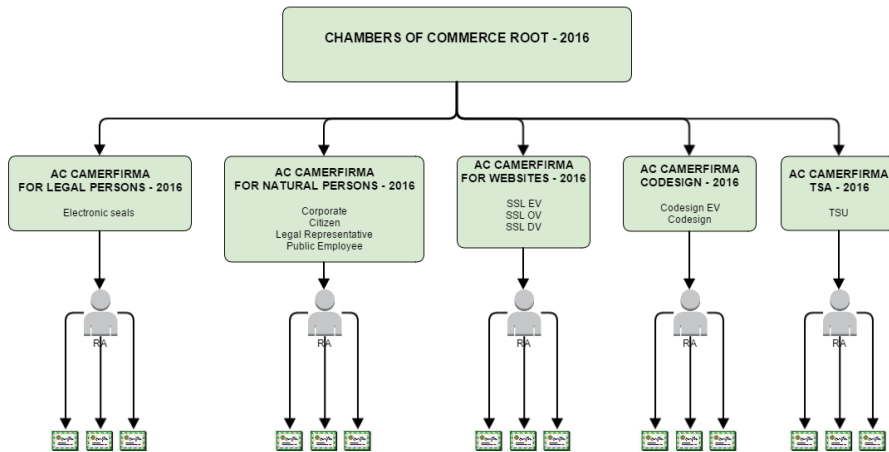 CHAMBERS OF COMMERCE ROOT - 2016
AC CAMERFIRMA
FOR LEGAL PERSONS - 2016
Electronic seals
AC CAMERFIRMA
FOR NATURAL PERSONS - 2016
Corporate
Citizen
Legal Representative
Public Employee
AC CAMERFIRMA
FOR WEBSITES - 2016
SSL EV
SSL OV
SSL DV
AC CAMERFIRMA
CODESIGN - 2016
Codesign EV
Codesign
AC CAMERFIRMA
TSA - 2016
TSU
RA
RA
RA
RA
RA